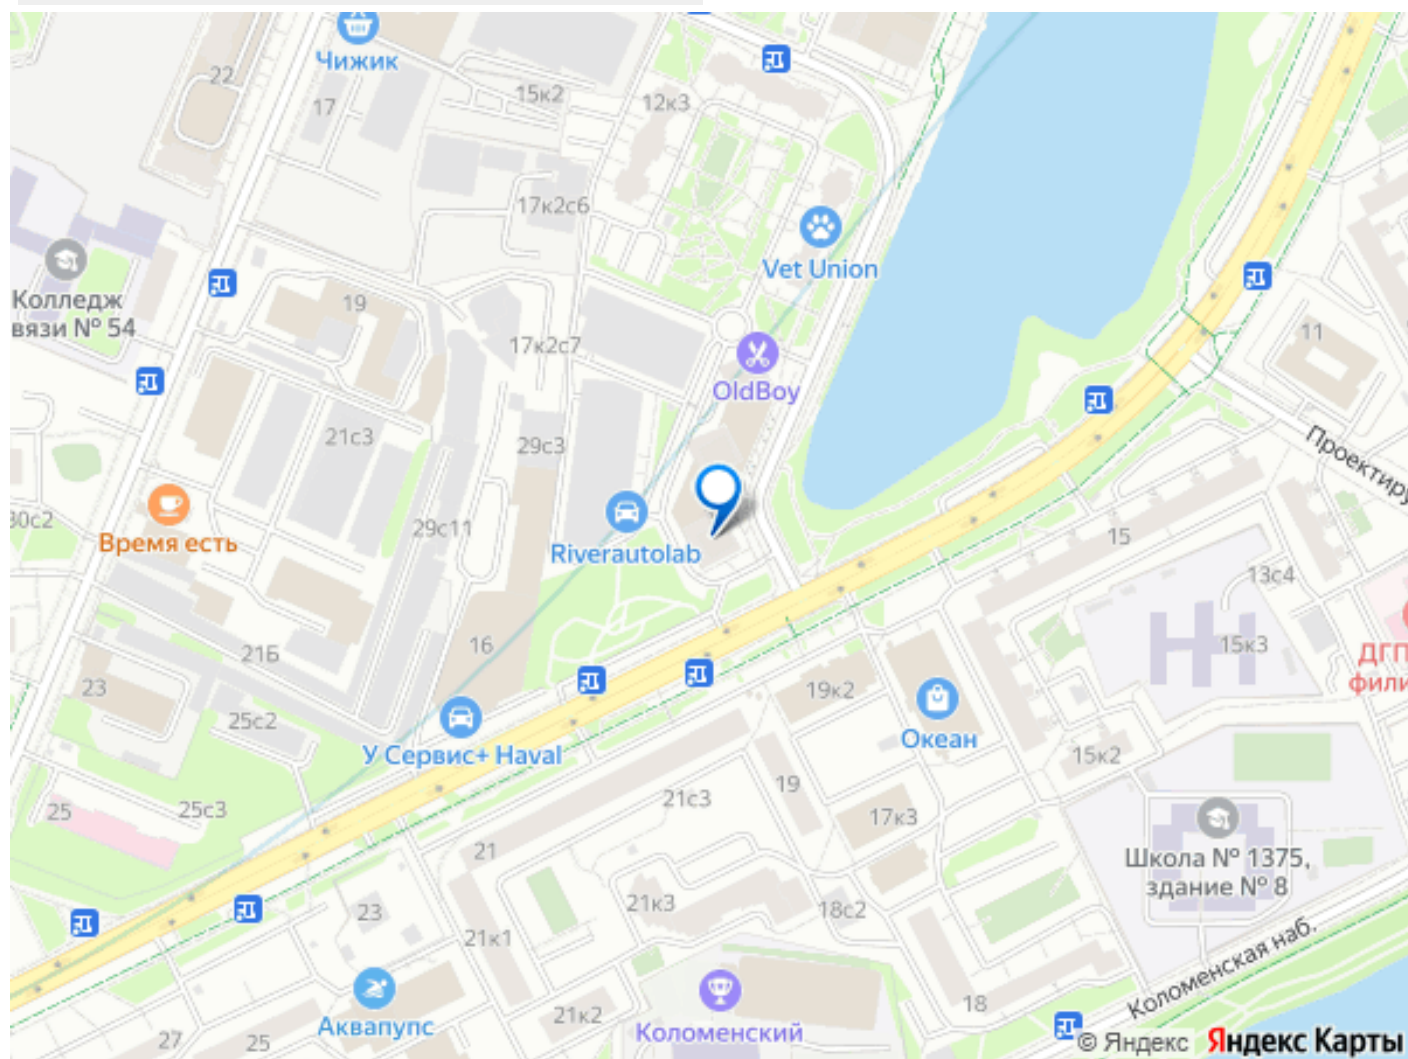 Чижик
22
17
15к2
12к3
17к2с6
Vet Union
Колледж
вязи № 54
19
17к2с7
11
OldBoy
21с3
29с3
Проектиру
30с2
Время есть
29с11
Riverautolab
15
13с4
21Б
16
15к3
ДГП
фили
23
25с2
19к2
Океан
У Сервис+ Haval
15к2
25
25с3
21с3
19
17к3
21
Школа № 1375,
здание № 8
23
21к3
18с2
21к1
Коломенская наб.
Аквапупс
27
25
21к2
Коломенский
18
© Яндекс Яндекс Карты